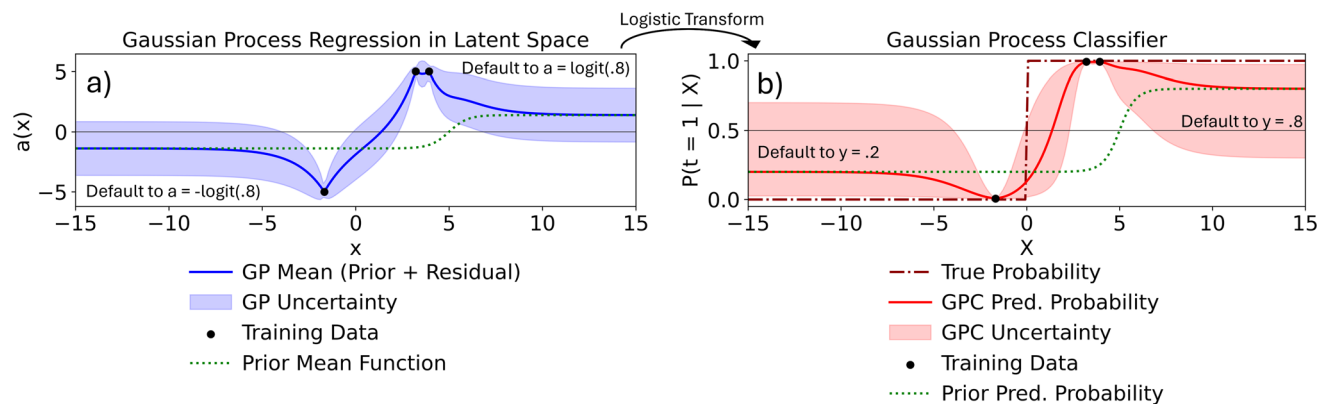 Logistic Transform
Gaussian Process Regression in Latent Space
a)
Default to a = logit(.8)
5
0
−5
a(x)
Default to a = -logit(.8)
−15
−10
−5
0
5
10
15
x
GP Mean (Prior + Residual)
GP Uncertainty
Training Data
Prior Mean Function
Gaussian Process Classifier
b)
1.0
0.5
0.0
P(t = 1 | X)
Default to y = .8
Default to y = .2
−15
−10
−5
0
5
10
15
X
True Probability
GPC Pred. Probability
GPC Uncertainty
Training Data
Prior Pred. Probability